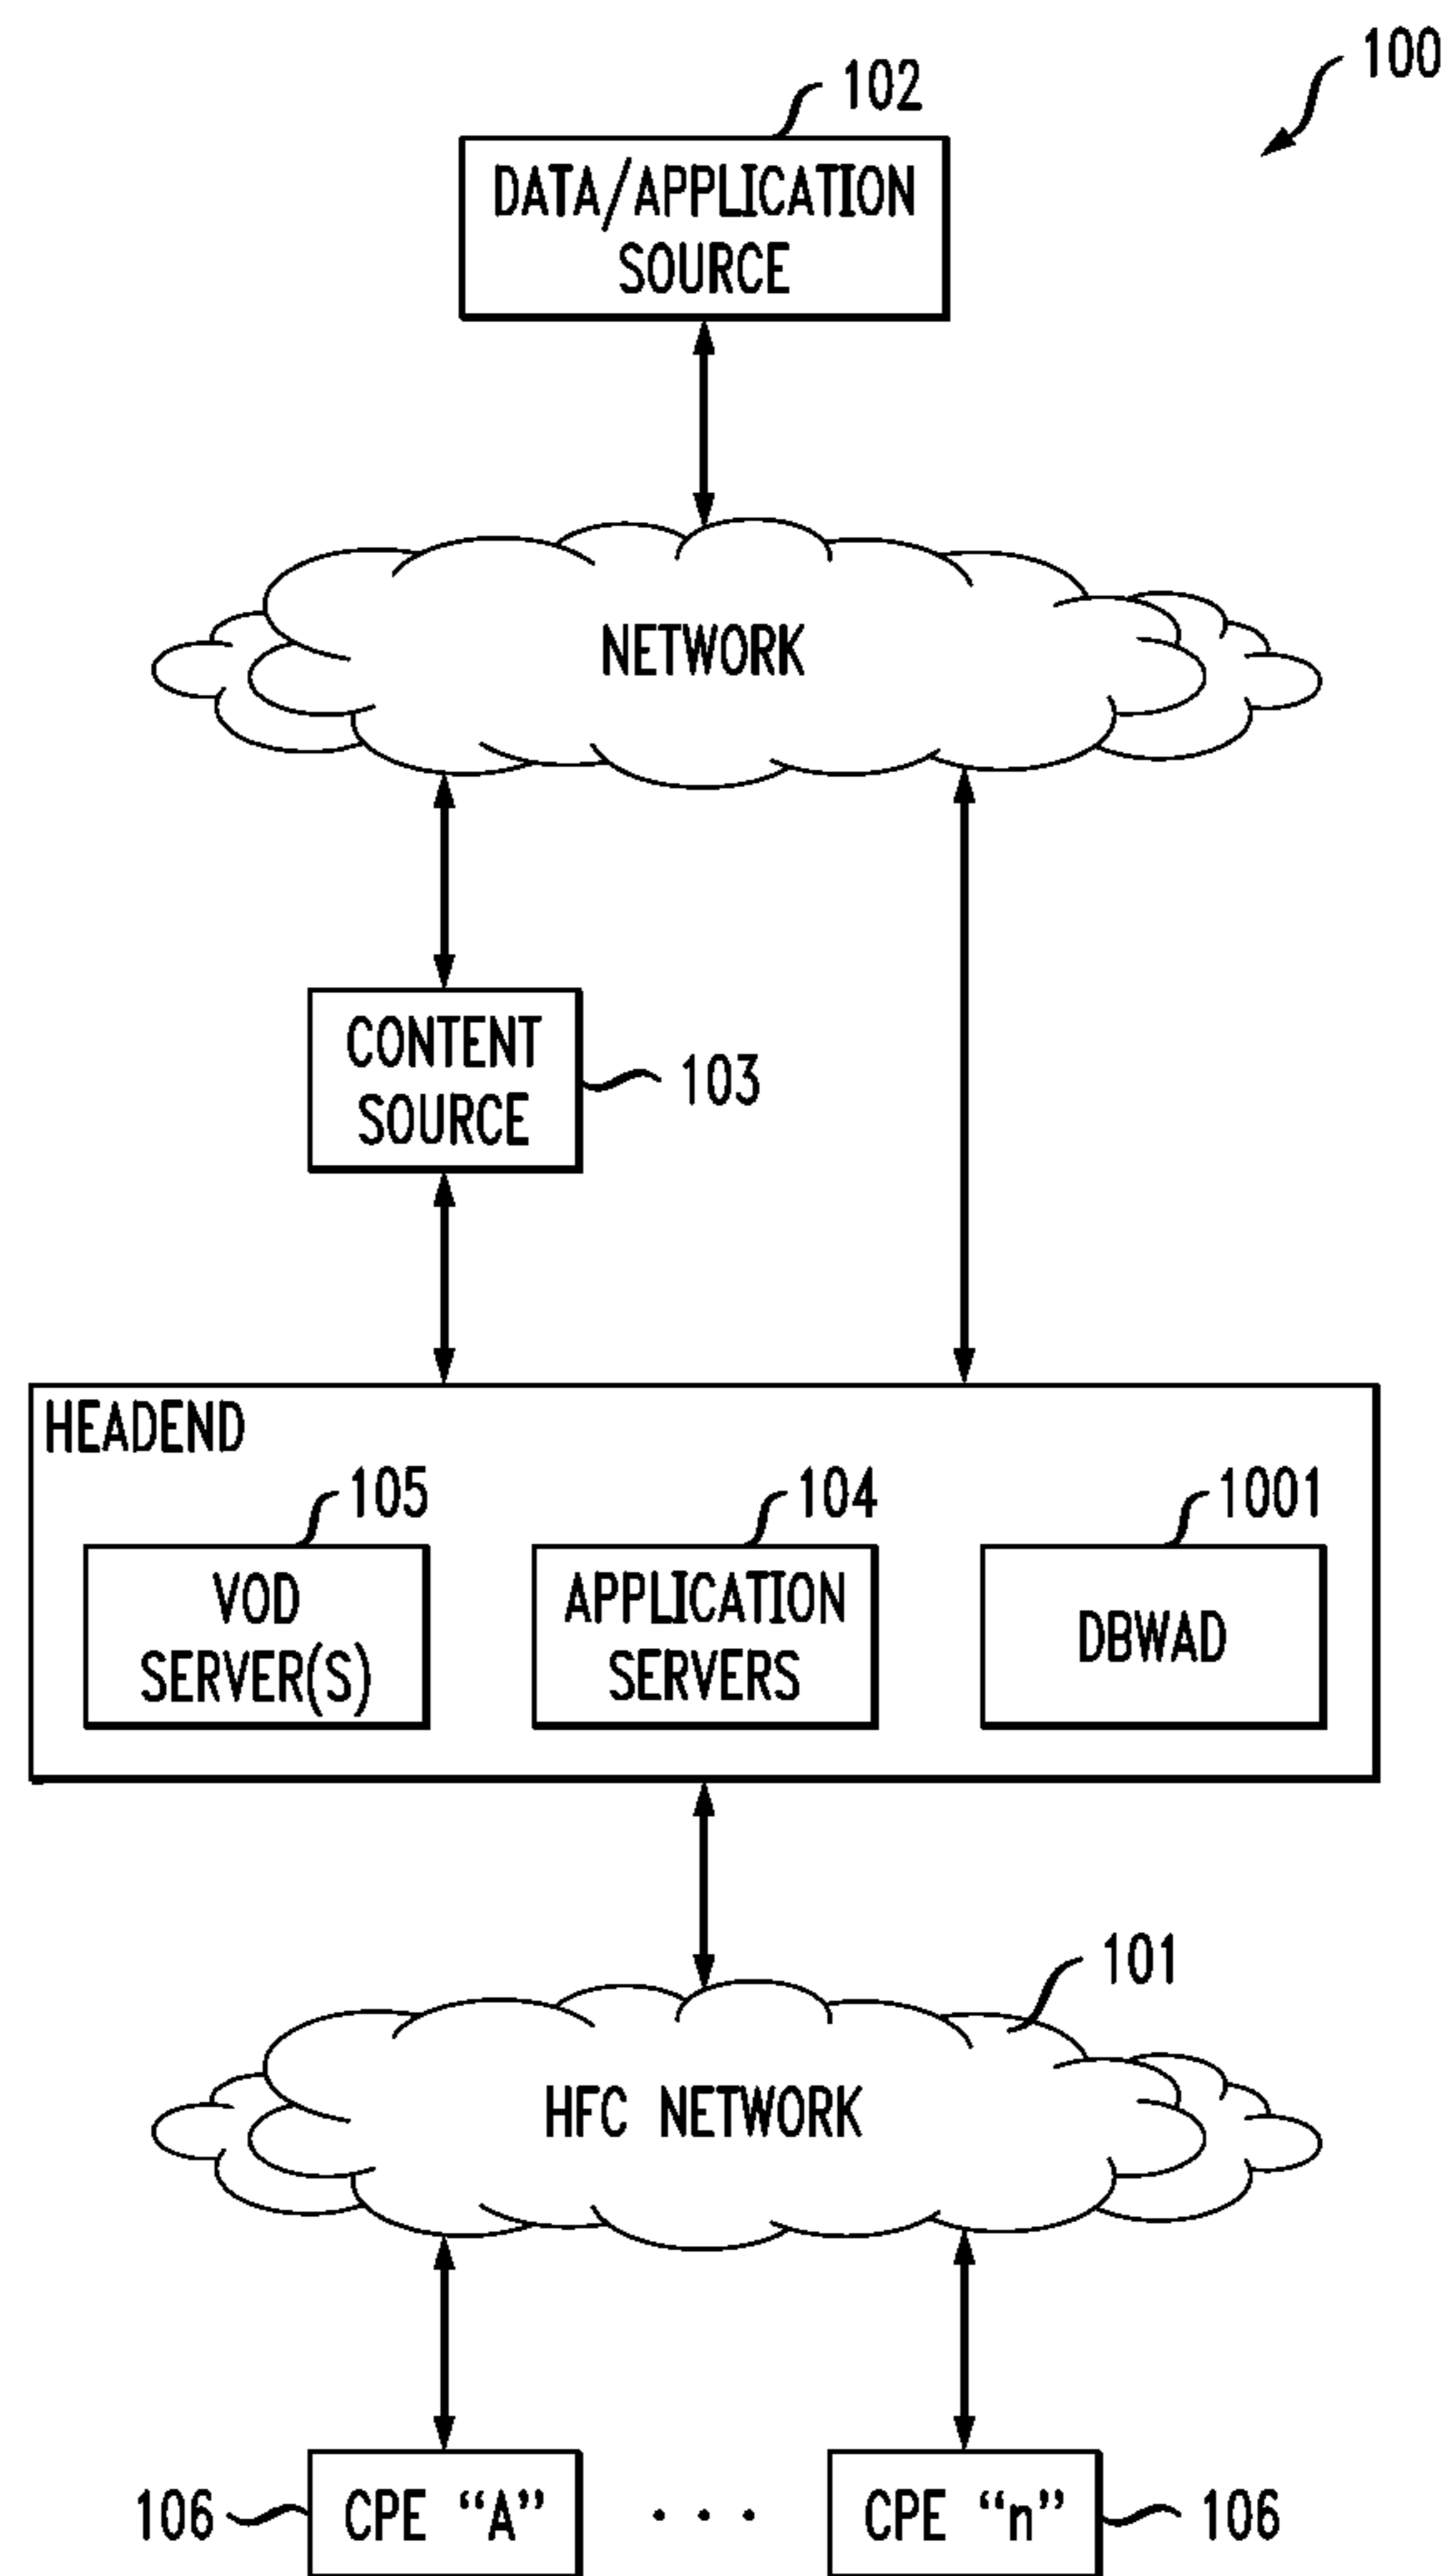 100
102
DATA/APPLICATION
SOURCE
NETWORK
CONTENT
SOURCE
103
HEADEND
105
104
1001
VOD
SERVER(S)
APPLICATION
SERVERS
DBWAD
101
HFC NETWORK
106
CPE “A”
. . .
CPE “n”
106